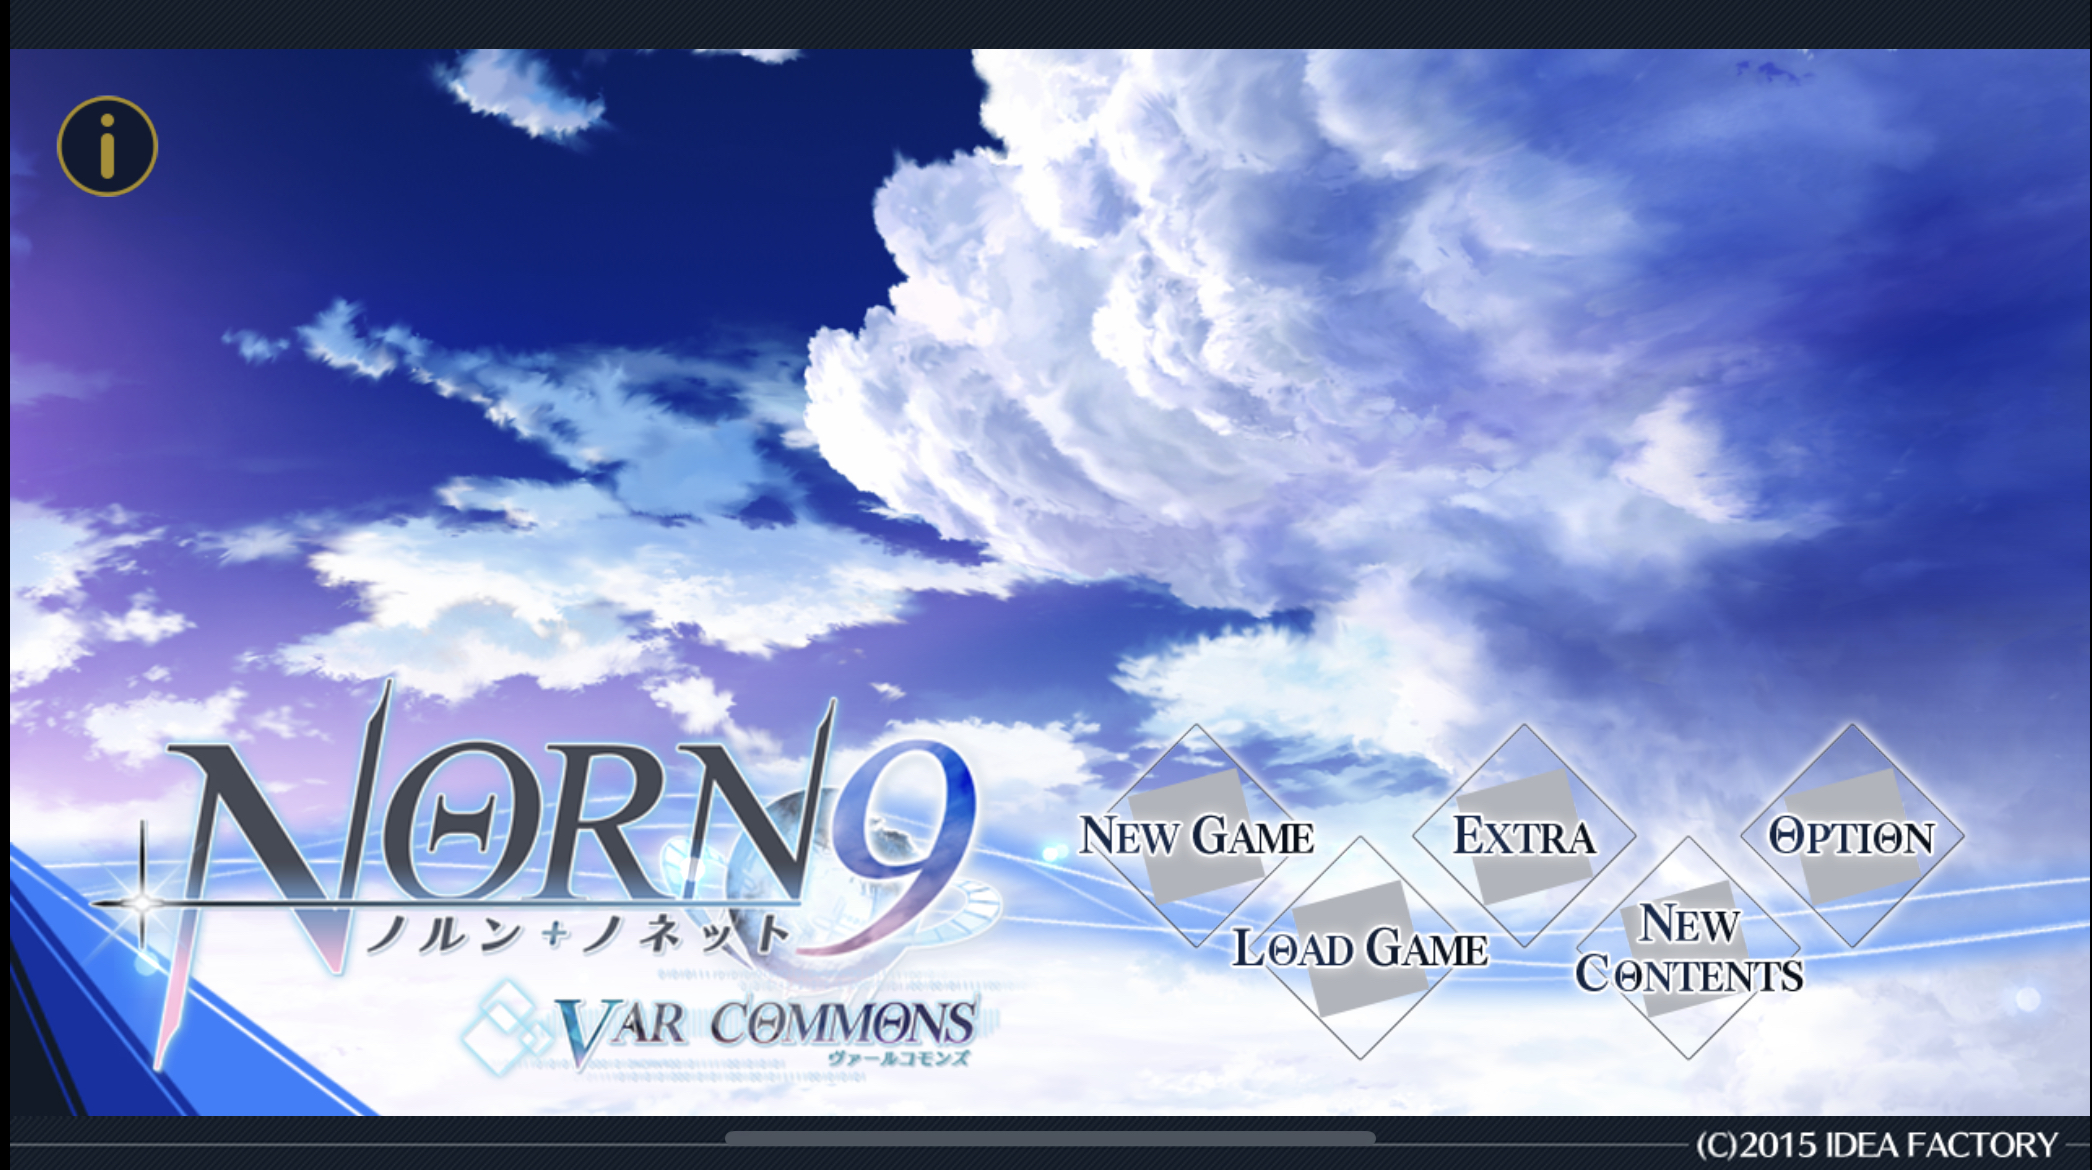 NORN9
ノルン+ノネット
VAR COMMONS
ヴァールコモンズ
NEW GAME
LOAD GAME
EXTRA
NEW
CONTENTS
OPTION
(C)2015 IDEA FACTORY